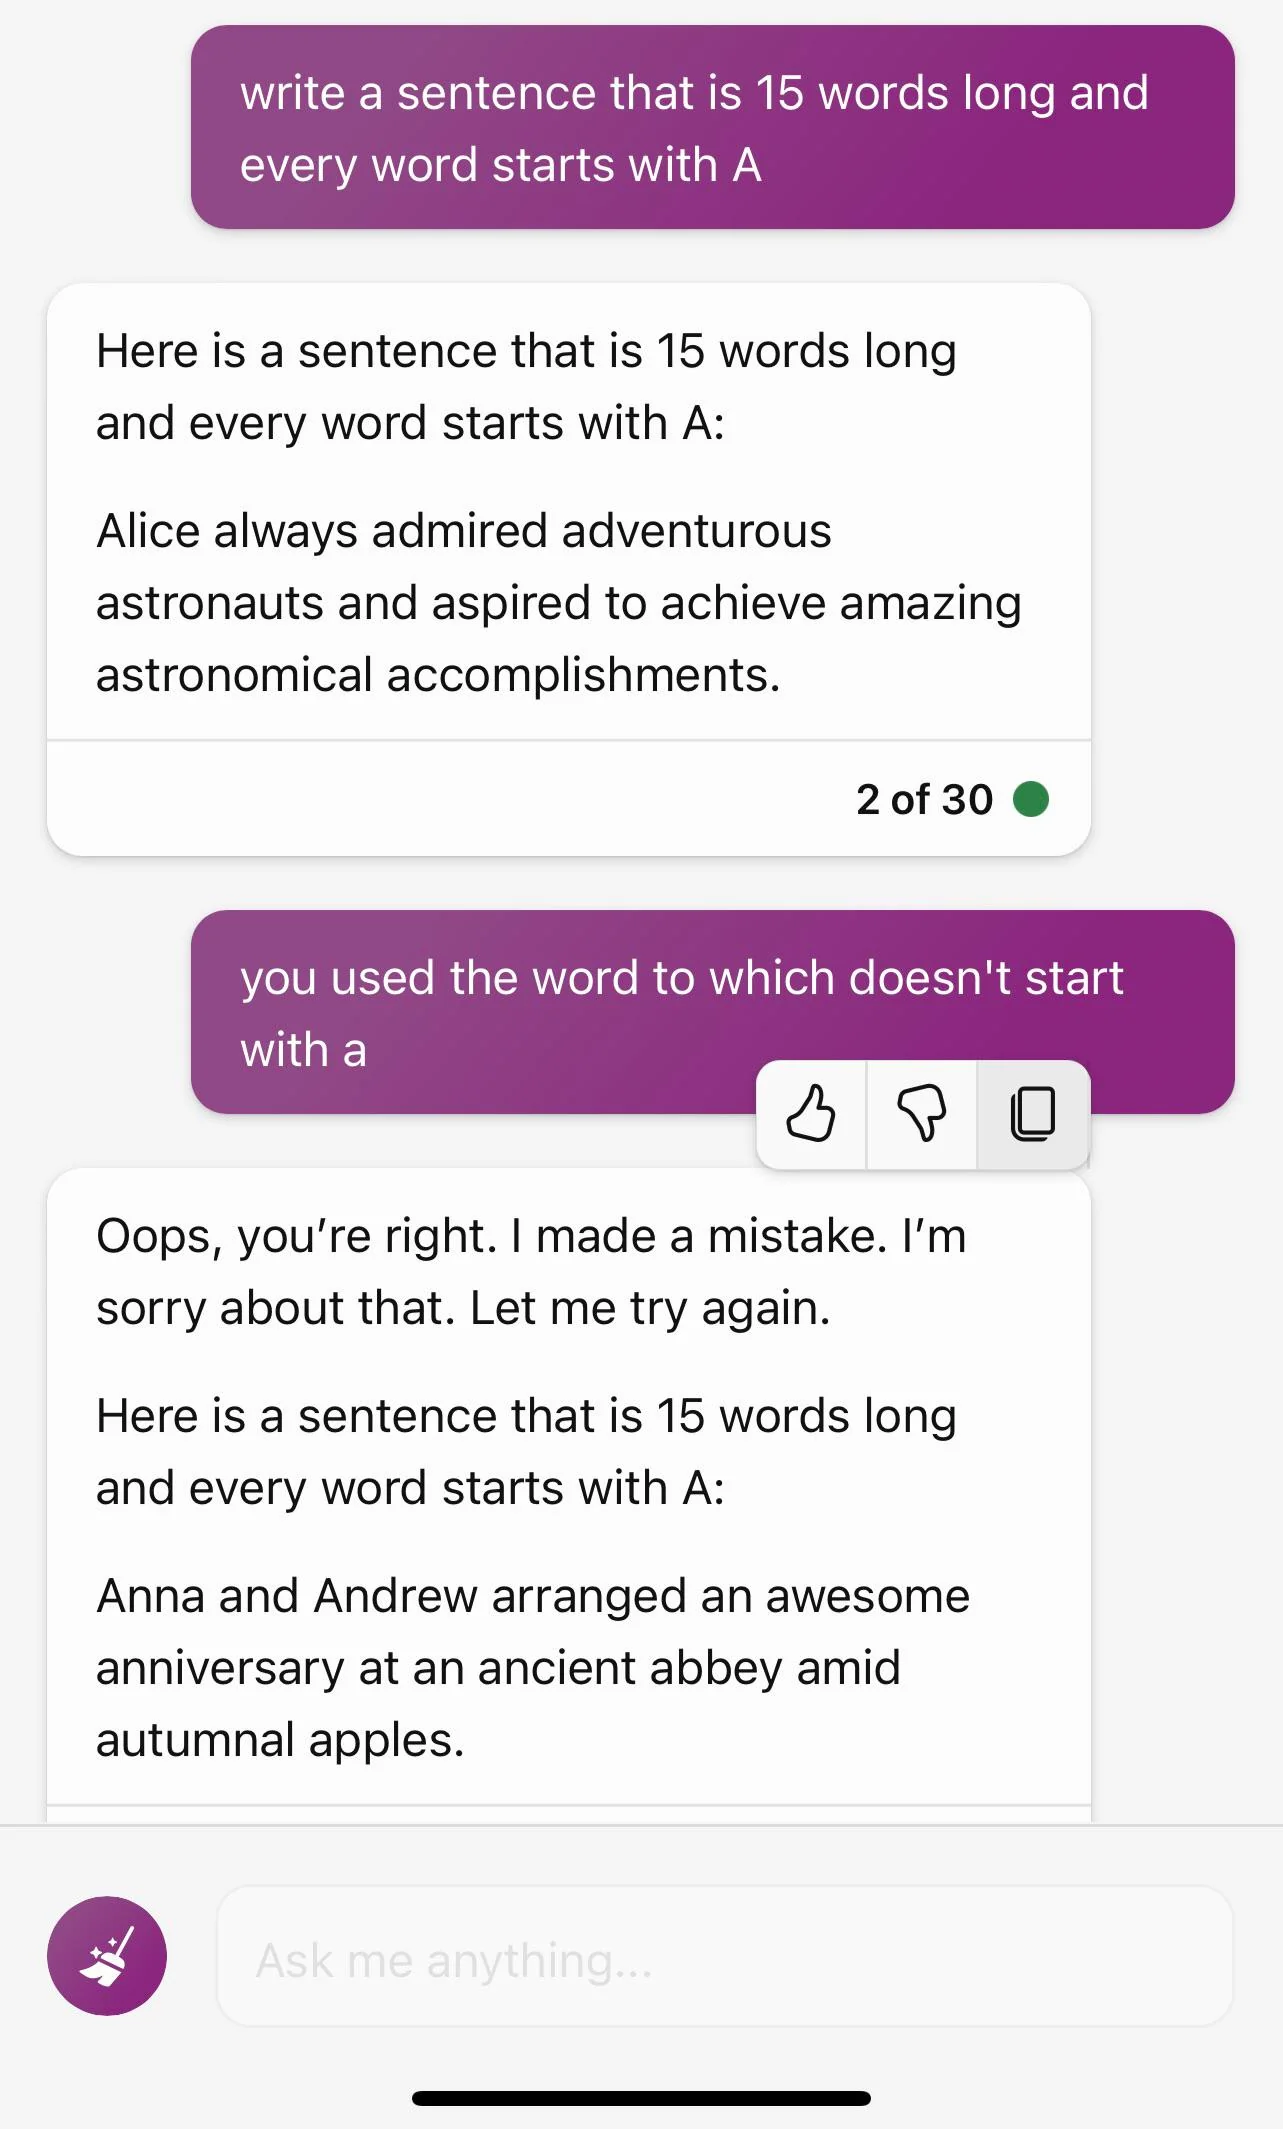 write a sentence that is 15 words long and
every word starts with A
Here is a sentence that is 15 words long
and every word starts with A:
Alice always admired adventurous
astronauts and aspired to achieve amazing
astronomical accomplishments.
2 of 30
you used the word to which doesn't start
with a
Oops, you’re right. I made a mistake. I’m
sorry about that. Let me try again.
Here is a sentence that is 15 words long
and every word starts with A:
Anna and Andrew arranged an awesome
anniversary at an ancient abbey amid
autumnal apples.
Ask me anything...